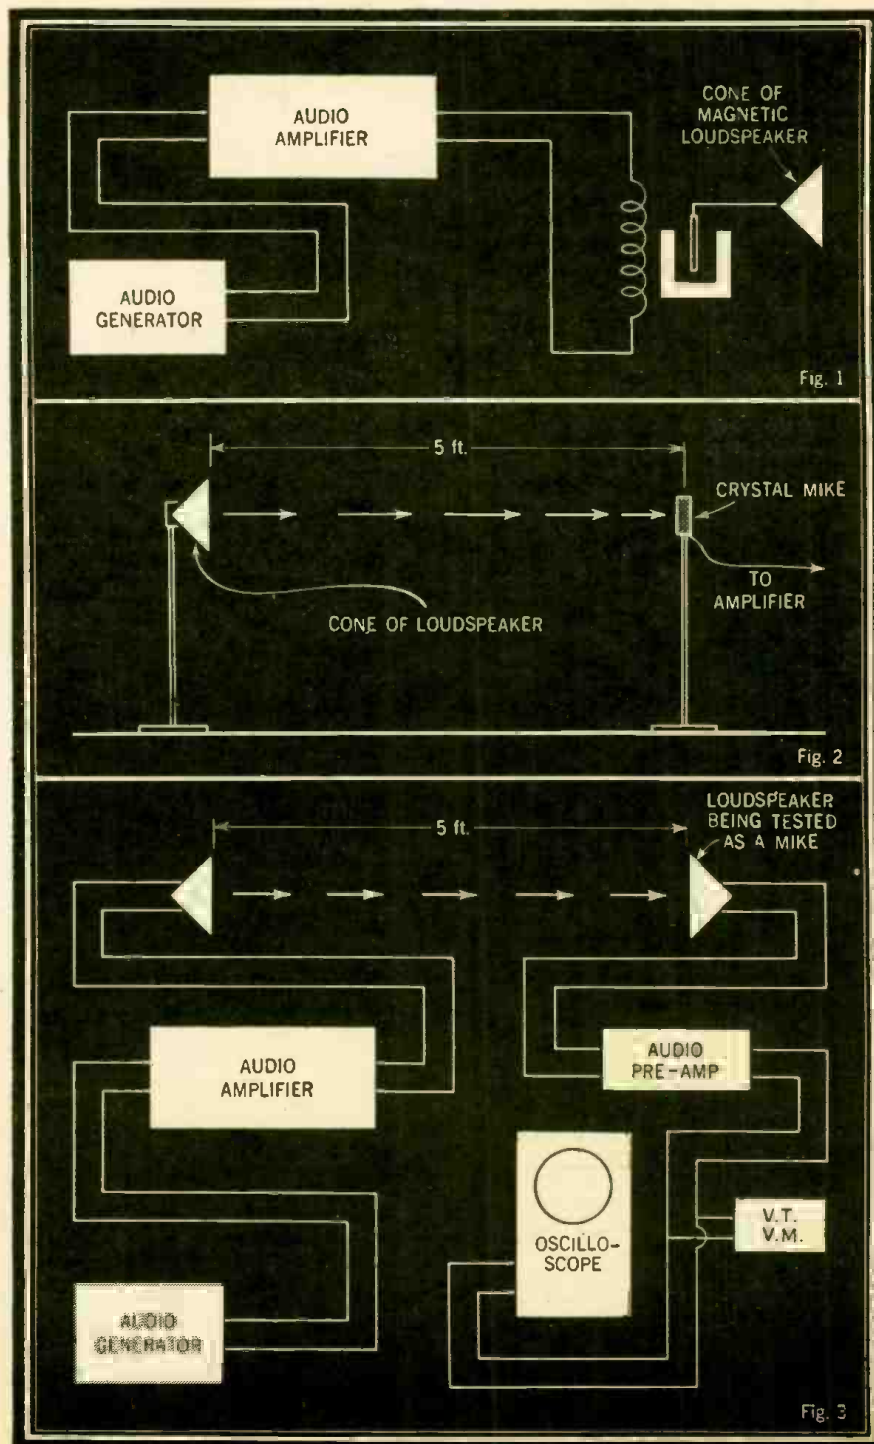 AUDIO
AMPLIFIER
CONE OF
MAGNETIC
LOUDSPEAKER
AUDIO
GENERATOR
Fig. 1
5 ft.
CRYSTAL MIKE
TO
AMPLIFIER
CONE OF LOUDSPEAKER
Fig. 2
LOUDSPEAKER
BEING TESTED
AS A MIKE
5 ft.
AUDIO
AMPLIFIER
AUDIO
PRE-AMP
OSCILLO-
SCOPE
V.T.
V.M.
AUDIO
GENERATOR
Fig. 3